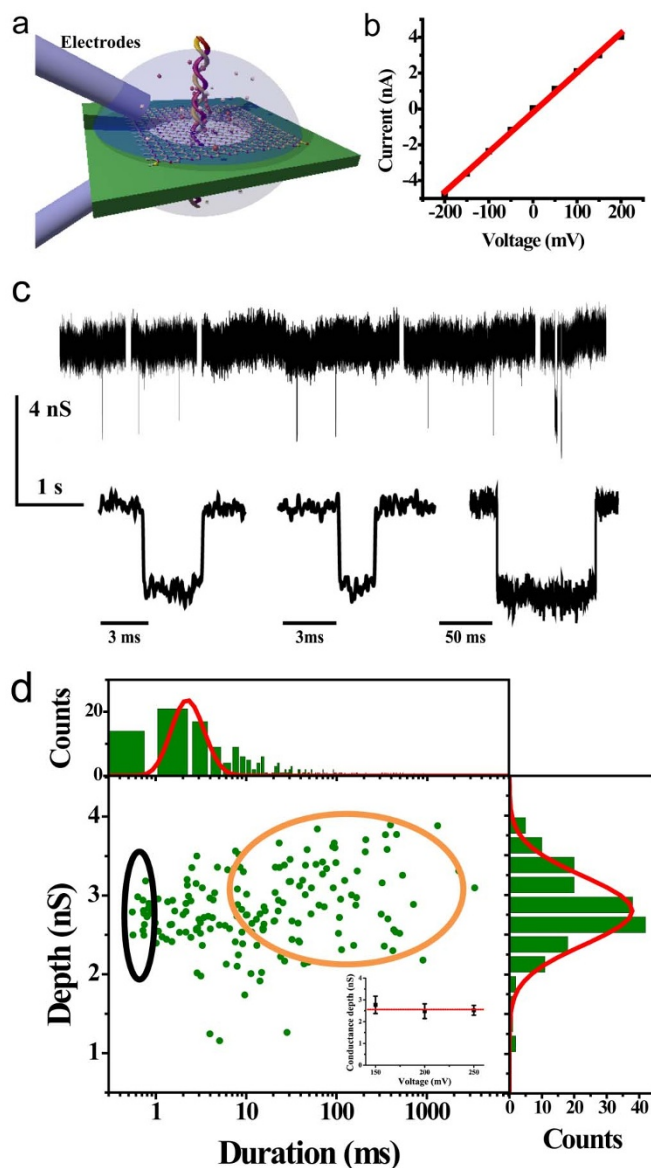 a
Electrodes
b
Current (nA)
4
2
0
-2
-4
-200 -100 0 100 200
Voltage (mV)
c
4 nS
1 s
3 ms
3ms
50 ms
d
Counts
20
0
Depth (nS)
4
3
2
1
Conductance depth (nS)
4
3
2
1
0
150 200 250
Voltage (mV)
1 10 100 1000
Duration (ms)
0 10 20 30 40
Counts